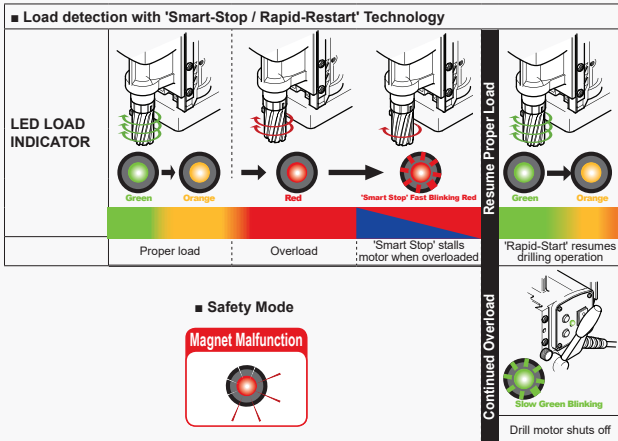 ■ Load detection with 'Smart-Stop / Rapid-Restart' Technology
LED LOAD
INDICATOR
Green
Orange
Red
'Smart Stop' Fast Blinking Red
Resume Proper Load
Green
Orange
Proper load
Overload
'Smart Stop' stalls
motor when overloaded
'Rapid-Start' resumes
drilling operation
■ Safety Mode
Magnet Malfunction
Continued Overload
Slow Green Blinking
Drill motor shuts off